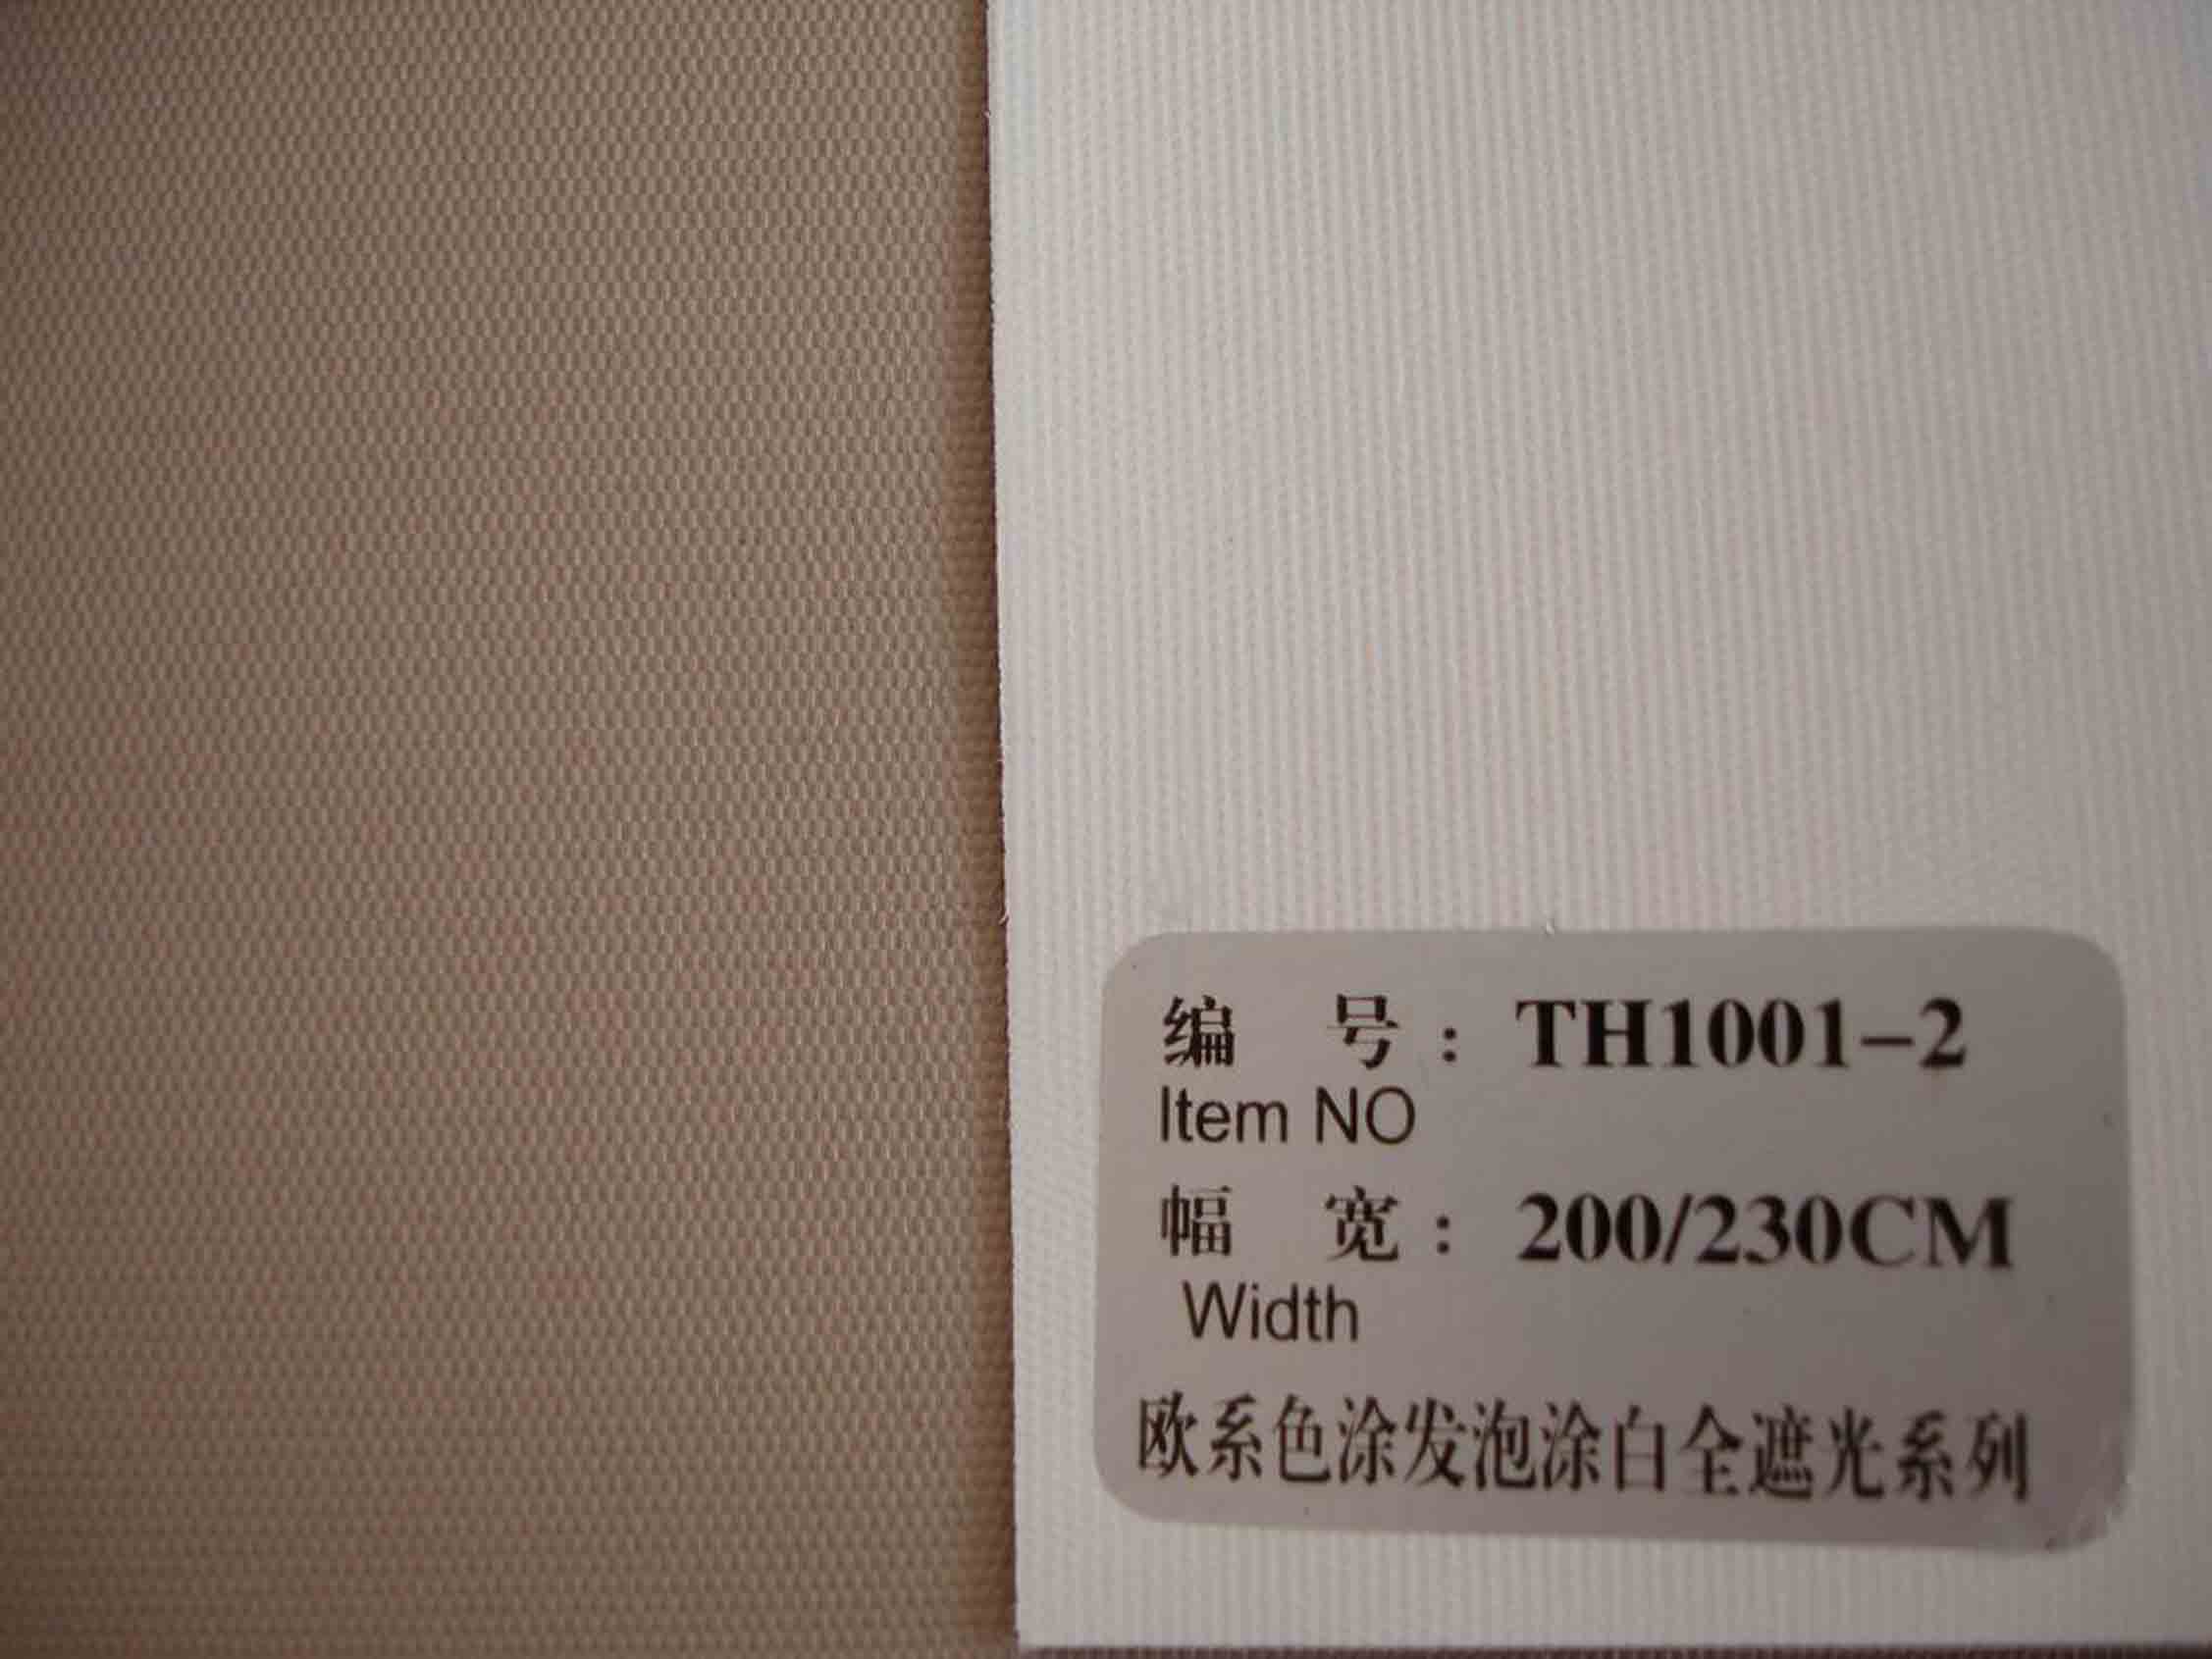 编 号：TH1001-2
Item NO
幅 宽：200/230CM
Width
欧系色涂发泡涂白全遮光系列